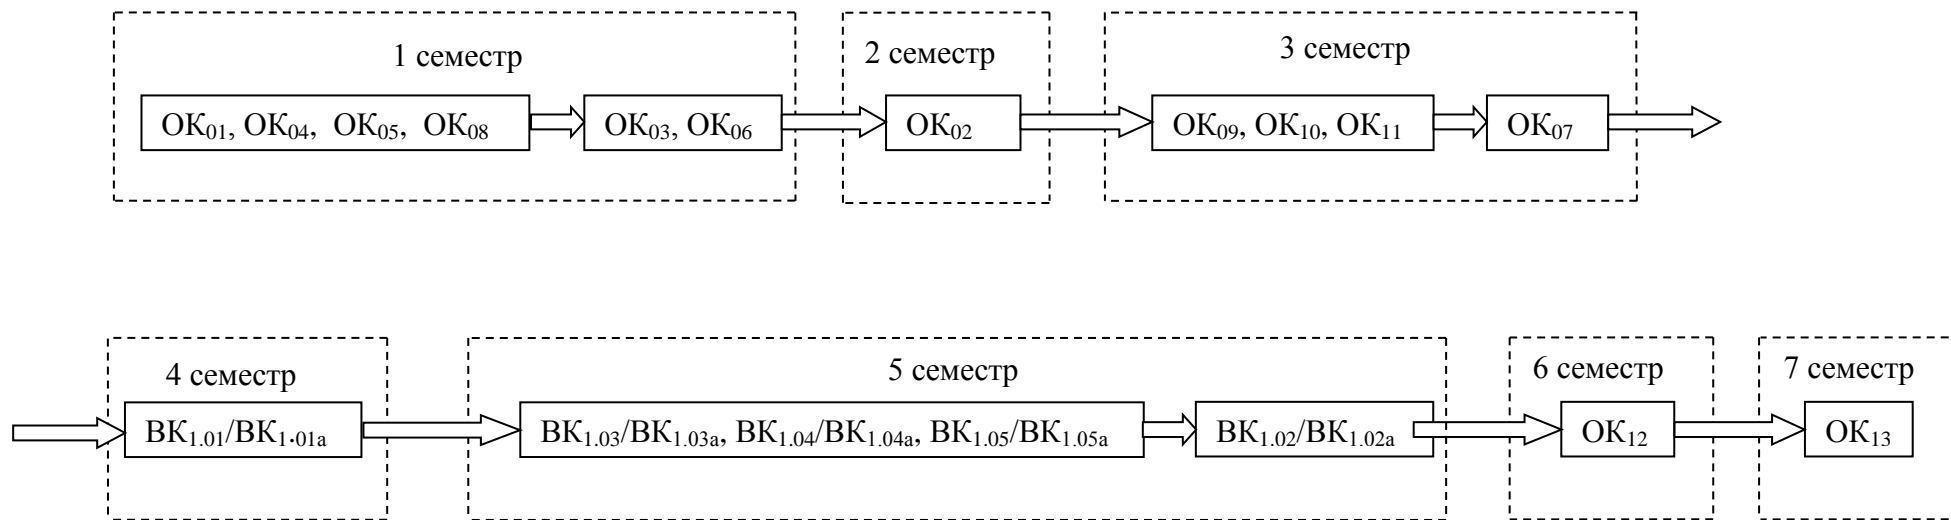 1 семестр
2 семестр
3 семестр
ОК01, ОК04, ОК05, ОК08
ОК03, ОК06
ОК02
ОК09, ОК10, ОК11
ОК07
4 семестр
5 семестр
6 семестр
7 семестр
ВК1.01/ВК1.01а
ВК1.03/ВК1.03а, ВК1.04/ВК1.04а, ВК1.05/ВК1.05а
ВК1.02/ВК1.02а
ОК12
ОК13